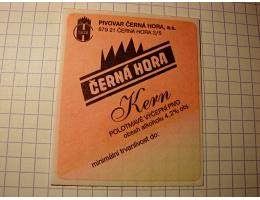 PIVOVAR ČERNÁ HORA, a.s.
679 21 ČERNÁ HORA 3/5
ČERNÁ HORA
Kern
POLOTMAVÉ VÝČEPNÍ PIVO
obsah alkoholu 4,2% obj.
minimální trvanlivost do: